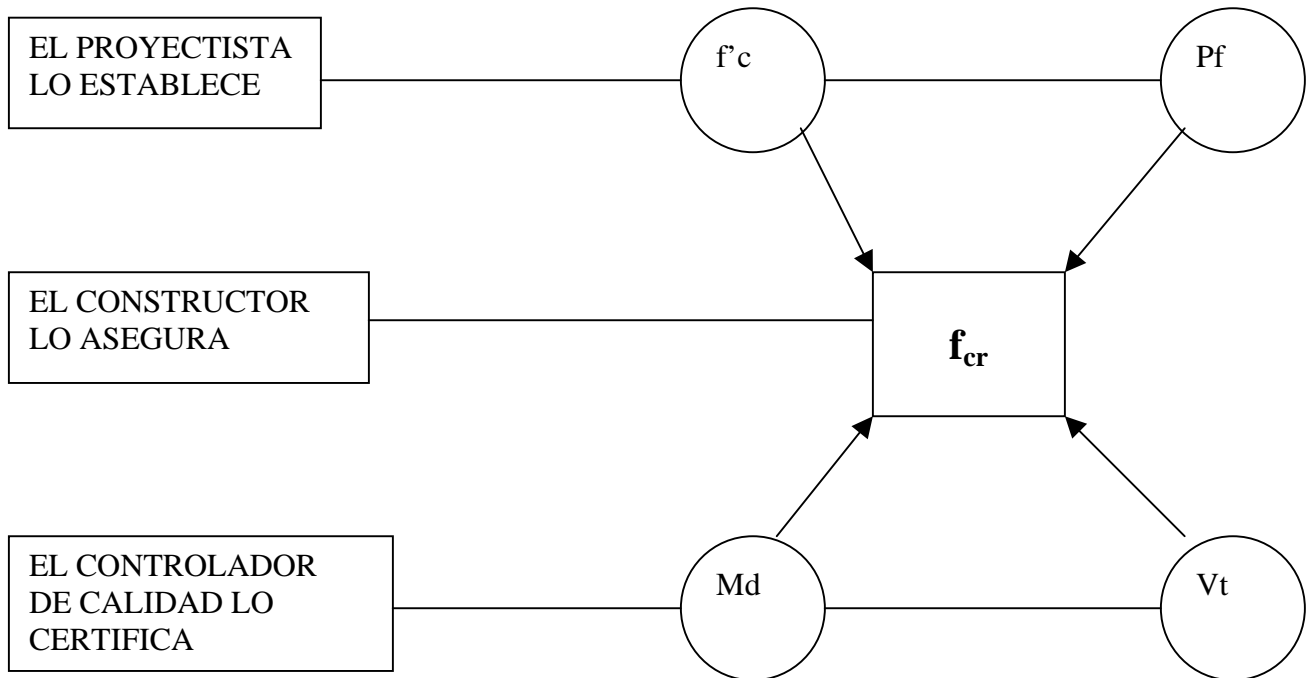 EL PROYECTISTA
LO ESTABLECE
f’c
Pf
EL CONSTRUCTOR
LO ASEGURA
fcr
EL CONTROLADOR
DE CALIDAD LO
CERTIFICA
Md
Vt